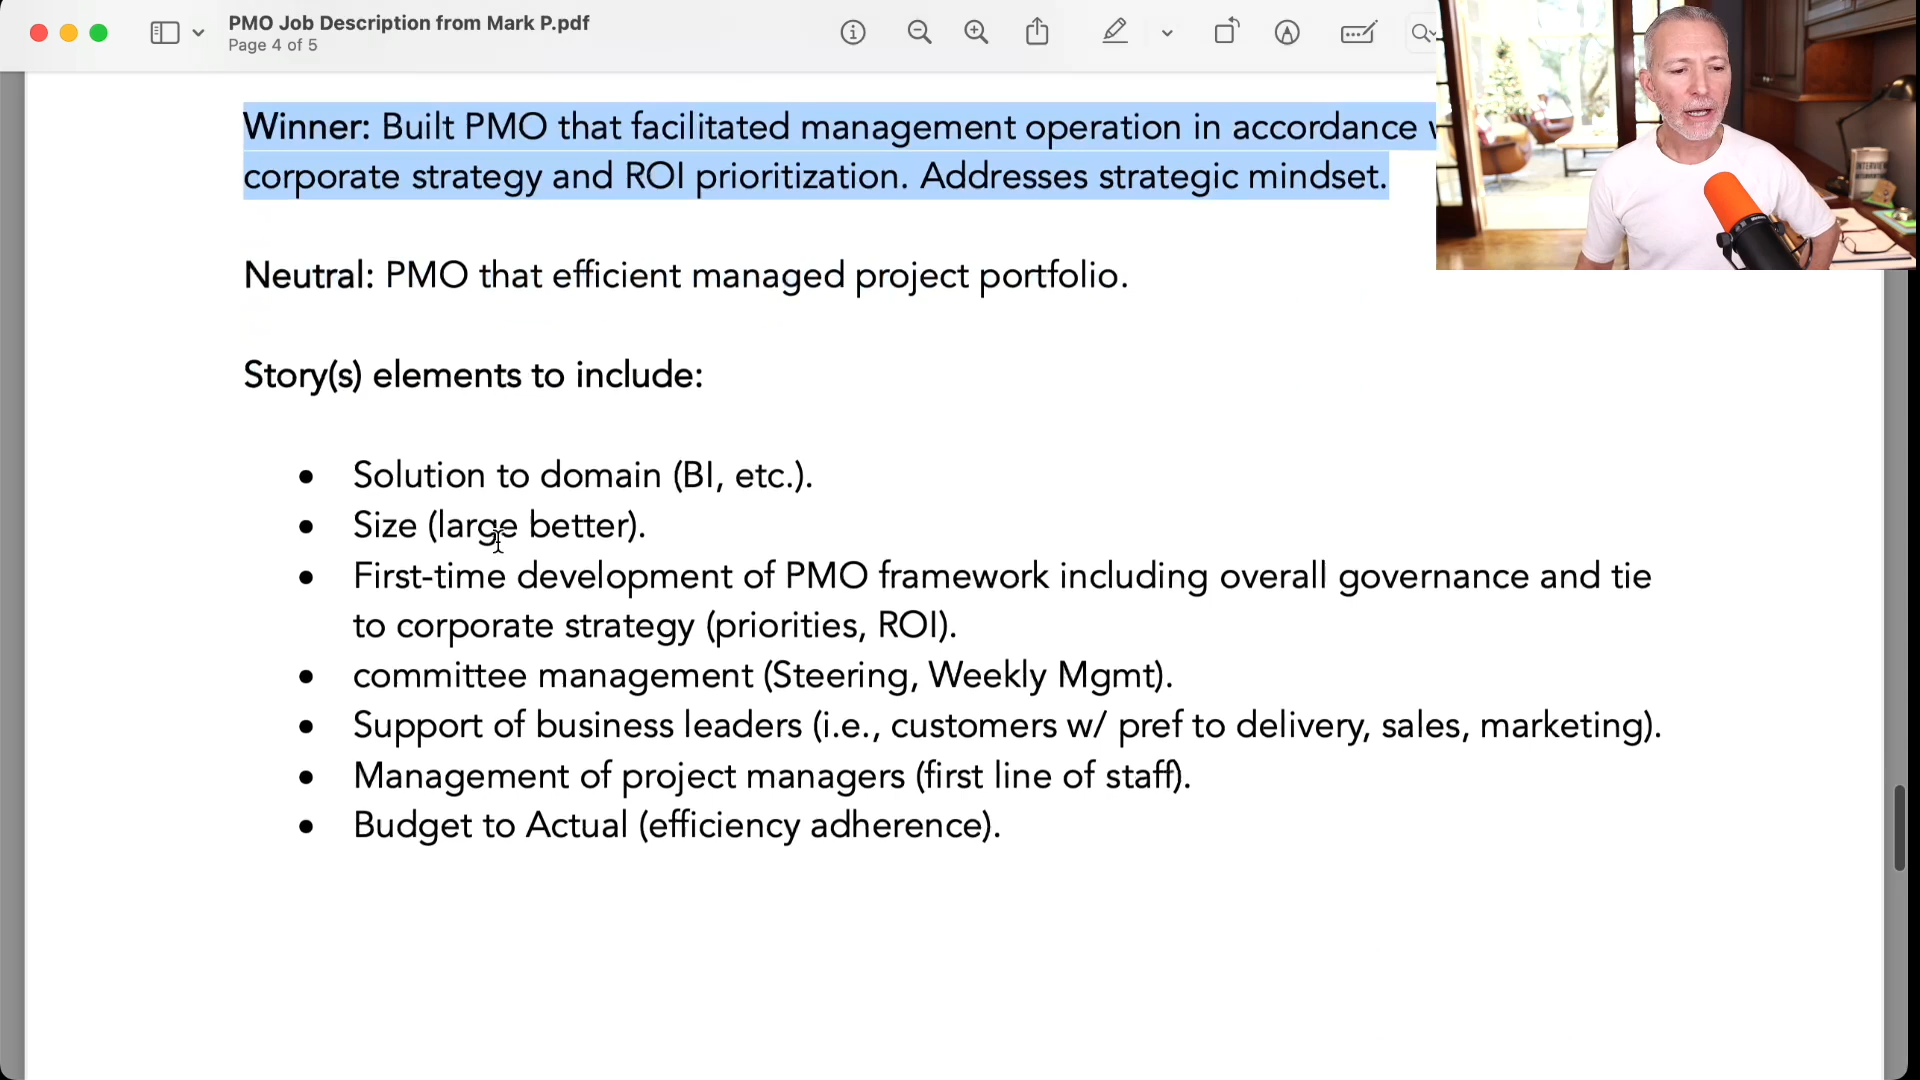 PMO Job Description from Mark P.pdf
Page 4 of 5
Winner: Built PMO that facilitated management operation in accordance
corporate strategy and ROI prioritization. Addresses strategic mindset.
Neutral: PMO that efficient managed project portfolio.
Story(s) elements to include:
• Solution to domain (BI, etc.).
• Size (large better).
• First-time development of PMO framework including overall governance and tie
to corporate strategy (priorities, ROI).
• committee management (Steering, Weekly Mgmt).
• Support of business leaders (i.e., customers w/ pref to delivery, sales, marketing).
• Management of project managers (first line of staff).
• Budget to Actual (efficiency adherence).